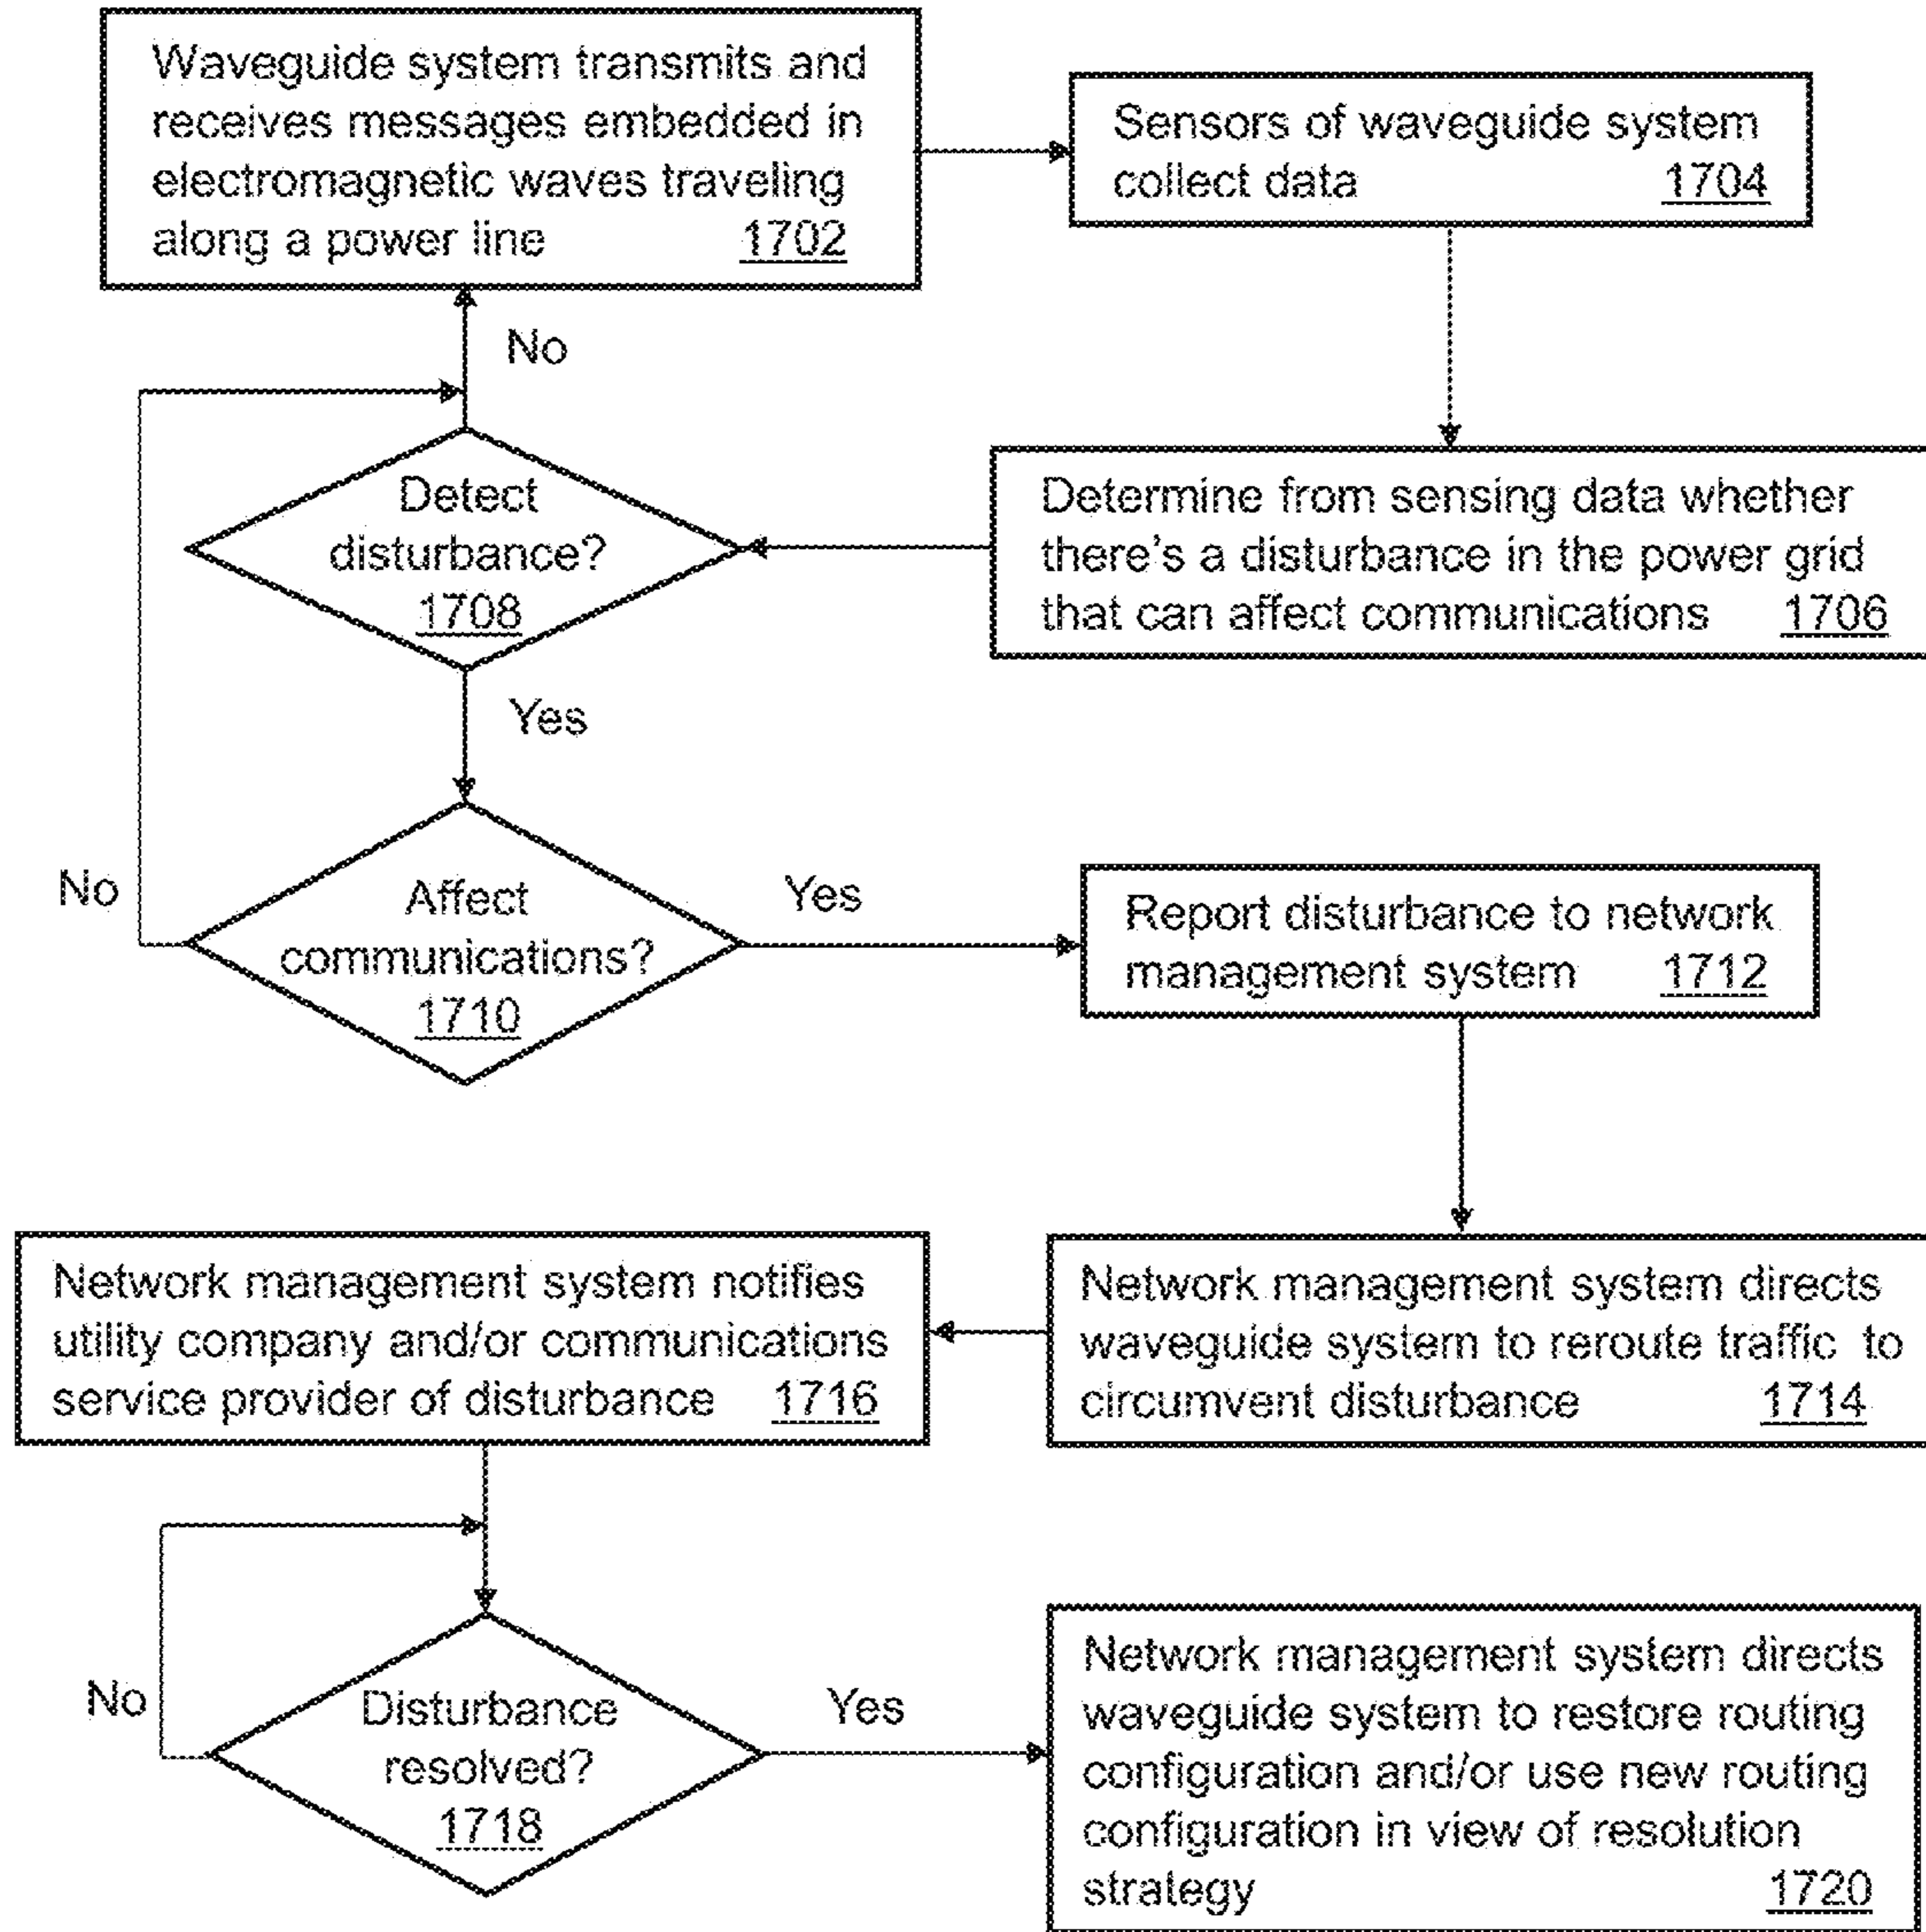 Waveguide system transmits and
receives messages embedded in
electromagnetic waves traveling
along a power line 1702
Sensors of waveguide system
collect data 1704
Determine from sensing data whether
there's a disturbance in the power grid
that can affect communications 1706
No
Detect
disturbance?
1708
Yes
No
Affect
communications?
1710
Yes
Report disturbance to network
management system 1712
Network management system directs
waveguide system to reroute traffic to
circumvent disturbance 1714
Network management system notifies
utility company and/or communications
service provider of disturbance 1716
No
Disturbance
resolved?
1718
Yes
Network management system directs
waveguide system to restore routing
configuration and/or use new routing
configuration in view of resolution
strategy 1720